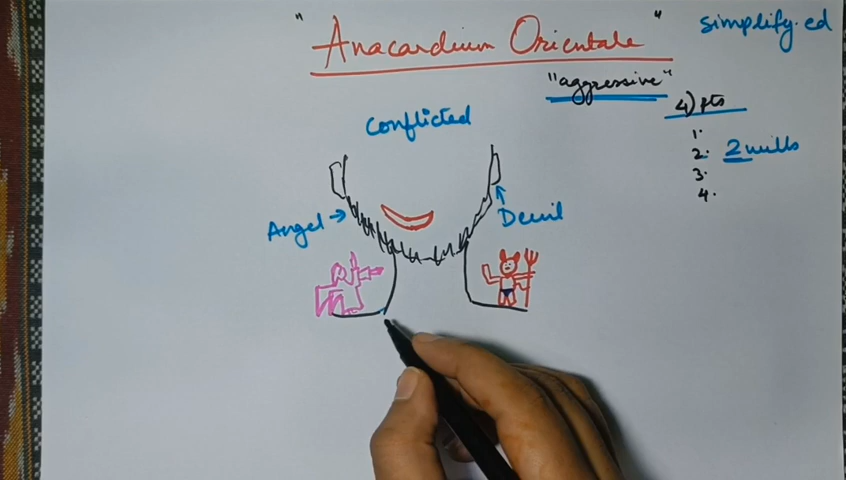 " Anacardium Orientale "
simplify.ed
"aggressive"
4) pts
1.
2. 2 wills
3.
4.
Conflicted
Angel →
Devil